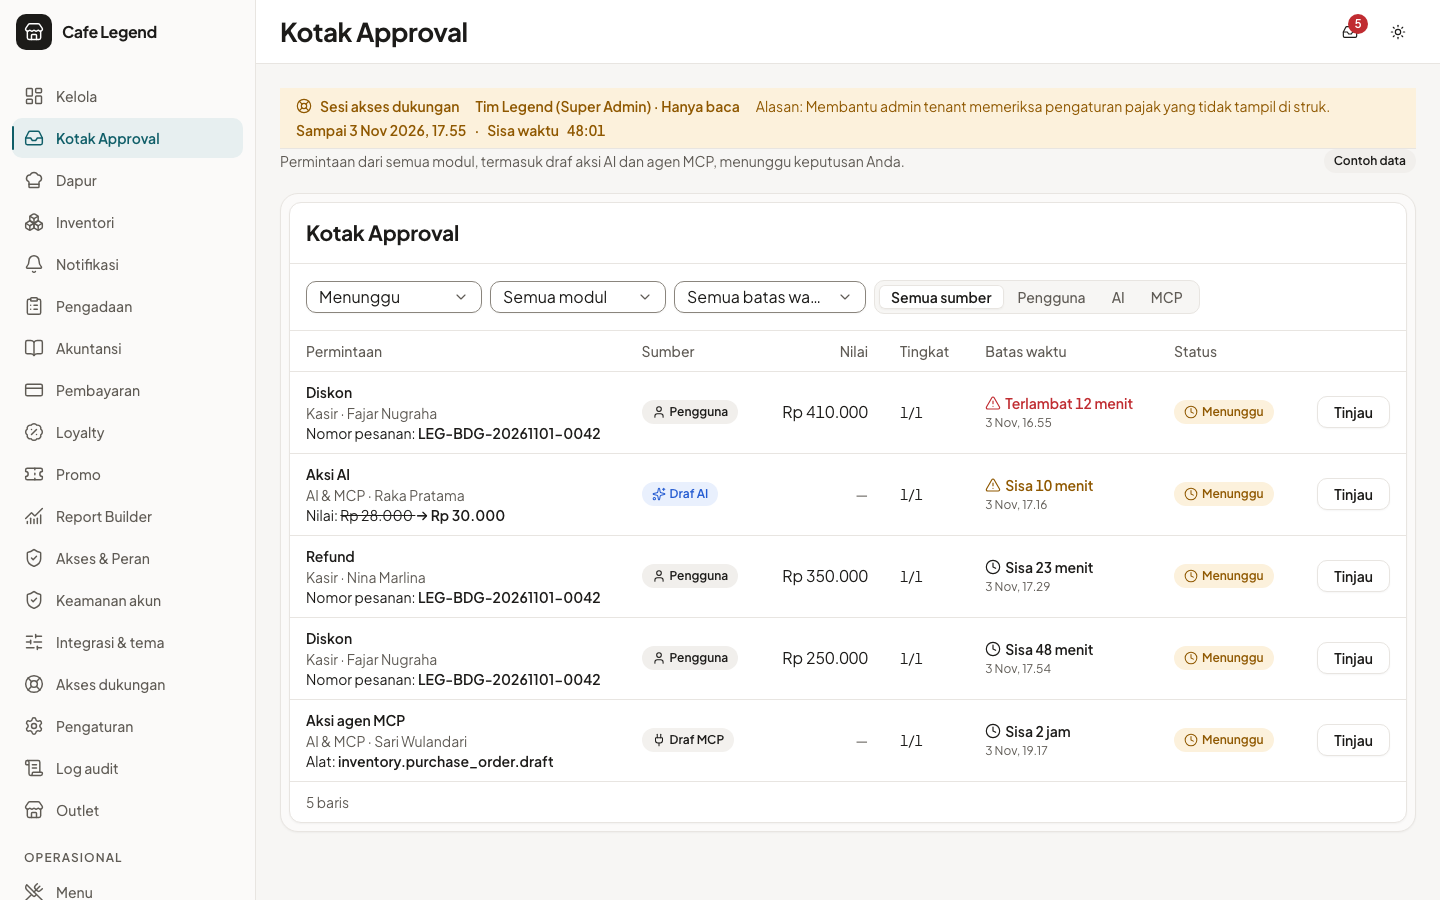 Cafe Legend
Kelola
Kotak Approval
Dapur
Inventori
Notifikasi
Pengadaan
Akuntansi
Pembayaran
Loyalty
Promo
Report Builder
Akses & Peran
Keamanan akun
Integrasi & tema
Akses dukungan
Pengaturan
Log audit
Outlet
OPERASIONAL
Menu
Kotak Approval
5
Sesi akses dukungan Tim Legend (Super Admin) · Hanya baca Alasan: Membantu admin tenant memeriksa pengaturan pajak yang tidak tampil di struk.
Sampai 3 Nov 2026, 17.55 · Sisa waktu 48:01
Permintaan dari semua modul, termasuk draf aksi AI dan agen MCP, menunggu keputusan Anda.
Contoh data
Kotak Approval
Menunggu Semua modul Semua batas wa... Semua sumber Pengguna AI MCP
Permintaan Sumber Nilai Tingkat Batas waktu Status
Diskon
Kasir · Fajar Nugraha
Nomor pesanan: LEG-BDG-20261101-0042
Pengguna Rp 410.000 1/1
Terlambat 12 menit
3 Nov, 16.55
Menunggu Tinjau
Aksi AI
AI & MCP · Raka Pratama
Nilai: Rp 28.000 → Rp 30.000
Draf AI — 1/1
Sisa 10 menit
3 Nov, 17.16
Menunggu Tinjau
Refund
Kasir · Nina Marlina
Nomor pesanan: LEG-BDG-20261101-0042
Pengguna Rp 350.000 1/1
Sisa 23 menit
3 Nov, 17.29
Menunggu Tinjau
Diskon
Kasir · Fajar Nugraha
Nomor pesanan: LEG-BDG-20261101-0042
Pengguna Rp 250.000 1/1
Sisa 48 menit
3 Nov, 17.54
Menunggu Tinjau
Aksi agen MCP
AI & MCP · Sari Wulandari
Alat: inventory.purchase_order.draft
Draf MCP — 1/1
Sisa 2 jam
3 Nov, 19.17
Menunggu Tinjau
5 baris